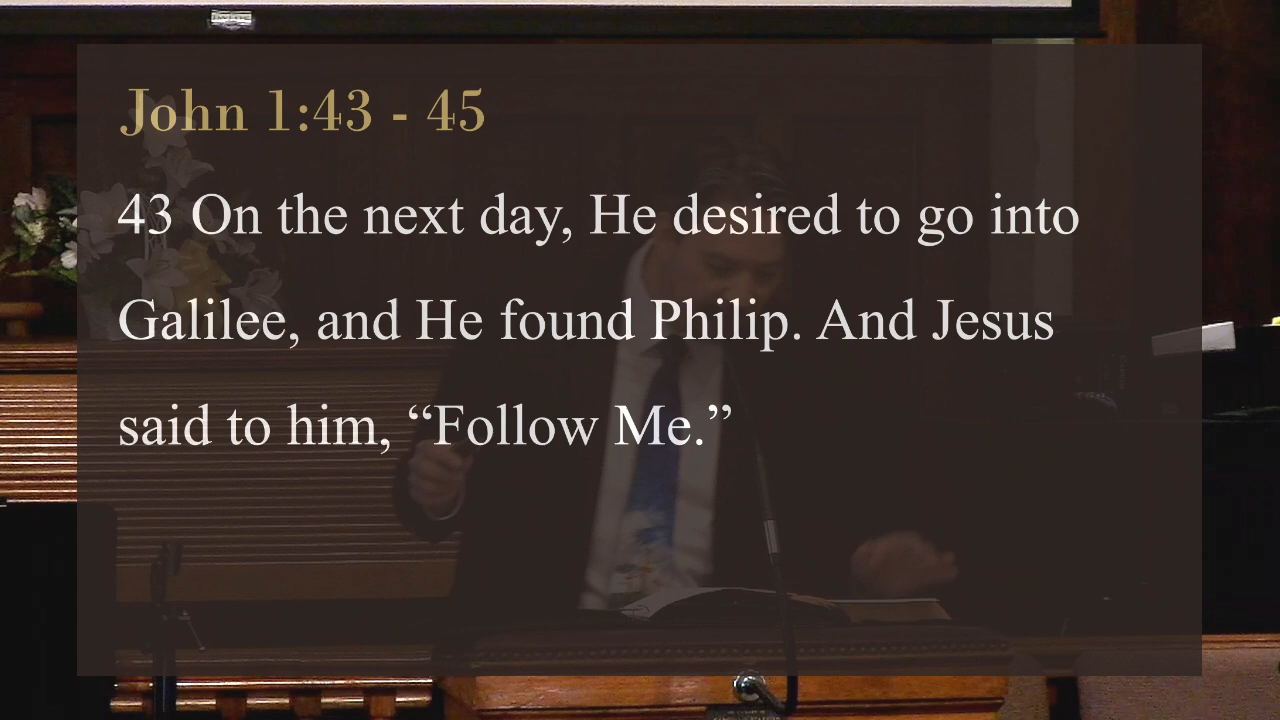 John 1:43 - 45
43 On the next day, He desired to go into
Galilee, and He found Philip. And Jesus
said to him, “Follow Me.”